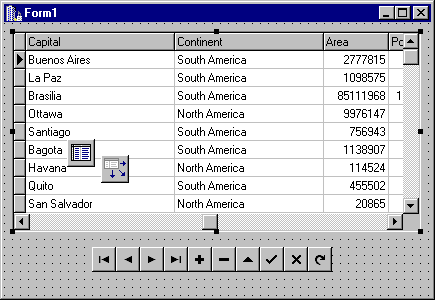 Form1
Capital Continent Area Po
Buenos Aires South America 2777815
La Paz South America 1098575
Brasilia South America 85111968 1
Ottawa North America 9976147
Santiago South America 756943
Bagota South America 1138907
Havana North America 114524
Quito South America 455502
San Salvador North America 20865